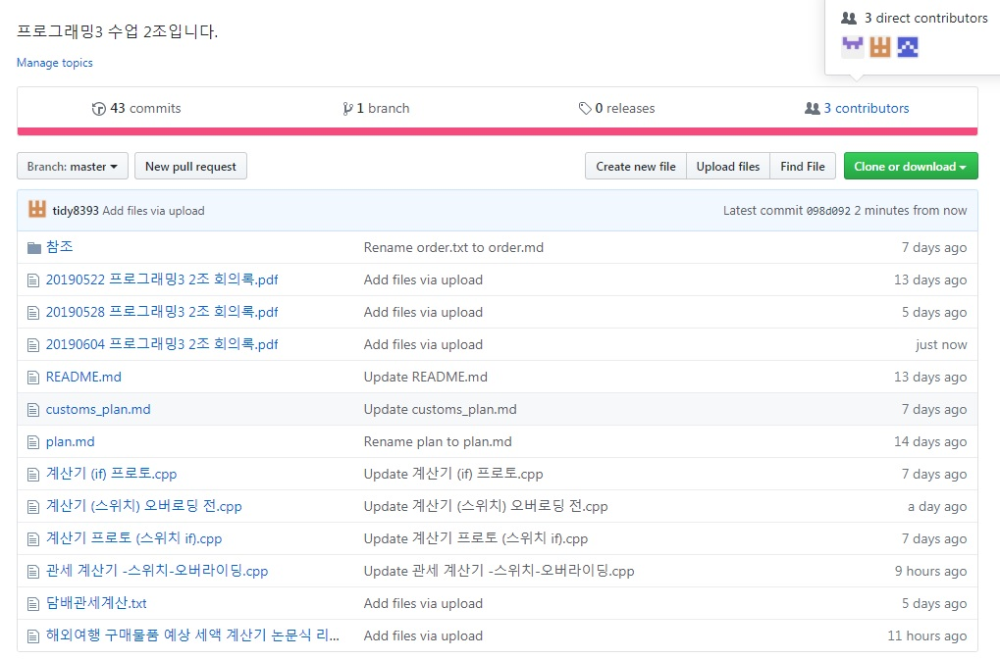 프로그래밍3 수업 2조입니다.
3 direct contributors
Manage topics
43 commits 1 branch 0 releases 3 contributors
Branch: master New pull request Create new file Upload files Find File Clone or download
tidy8393 Add files via upload Latest commit 098d092 2 minutes from now
참조 Rename order.txt to order.md 7 days ago
20190522 프로그래밍3 2조 회의록.pdf Add files via upload 13 days ago
20190528 프로그래밍3 2조 회의록.pdf Add files via upload 5 days ago
20190604 프로그래밍3 2조 회의록.pdf Add files via upload just now
README.md Update README.md 13 days ago
customs_plan.md Update customs_plan.md 7 days ago
plan.md Rename plan to plan.md 14 days ago
계산기 (if) 프로토.cpp Update 계산기 (if) 프로토.cpp 7 days ago
계산기 (스위치) 오버로딩 전.cpp Update 계산기 (스위치) 오버로딩 전.cpp a day ago
계산기 프로토 (스위치 if).cpp Update 계산기 프로토 (스위치 if).cpp 7 days ago
관세 계산기 -스위치-오버라이딩.cpp Update 관세 계산기 -스위치-오버라이딩.cpp 9 hours ago
담배관세계산.txt Add files via upload 5 days ago
해외여행 구매물품 예상 세액 계산기 논문식 리... Add files via upload 11 hours ago